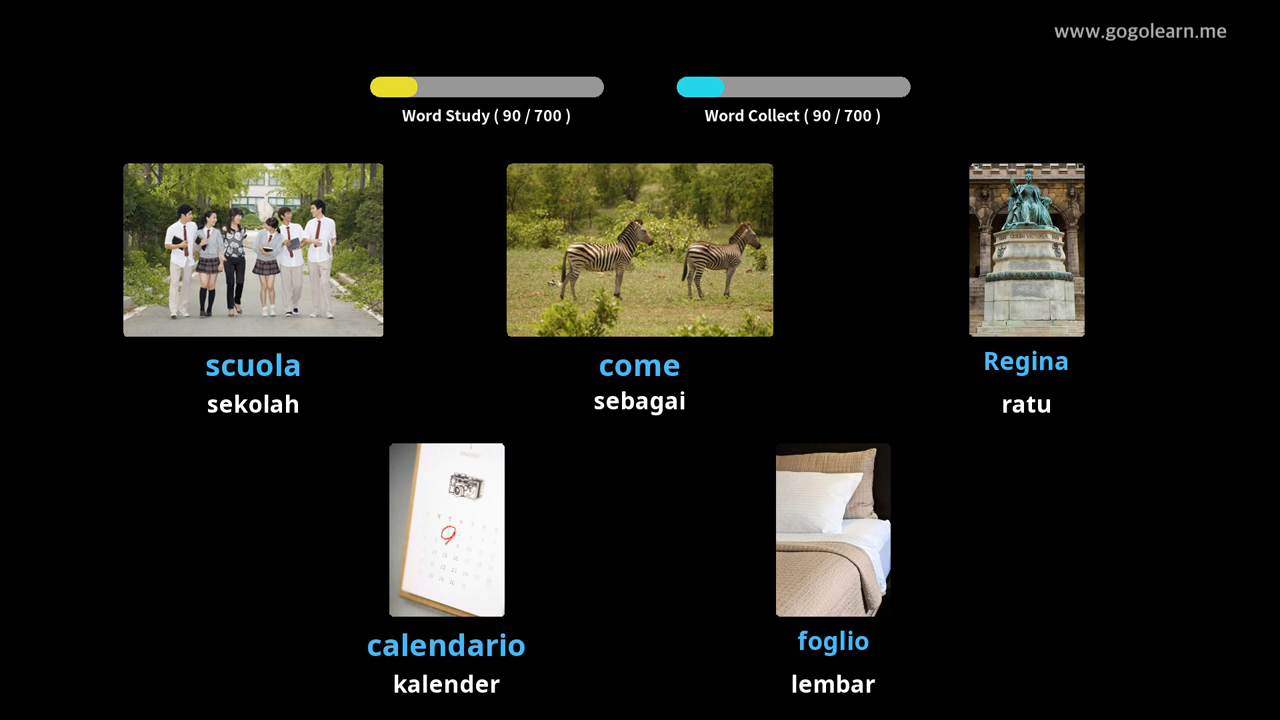 www.gogolearn.me
Word Study ( 90 / 700 )
Word Collect ( 90 / 700 )
scuola
sekolah
come
sebagai
Regina
ratu
calendario
kalender
foglio
lembar